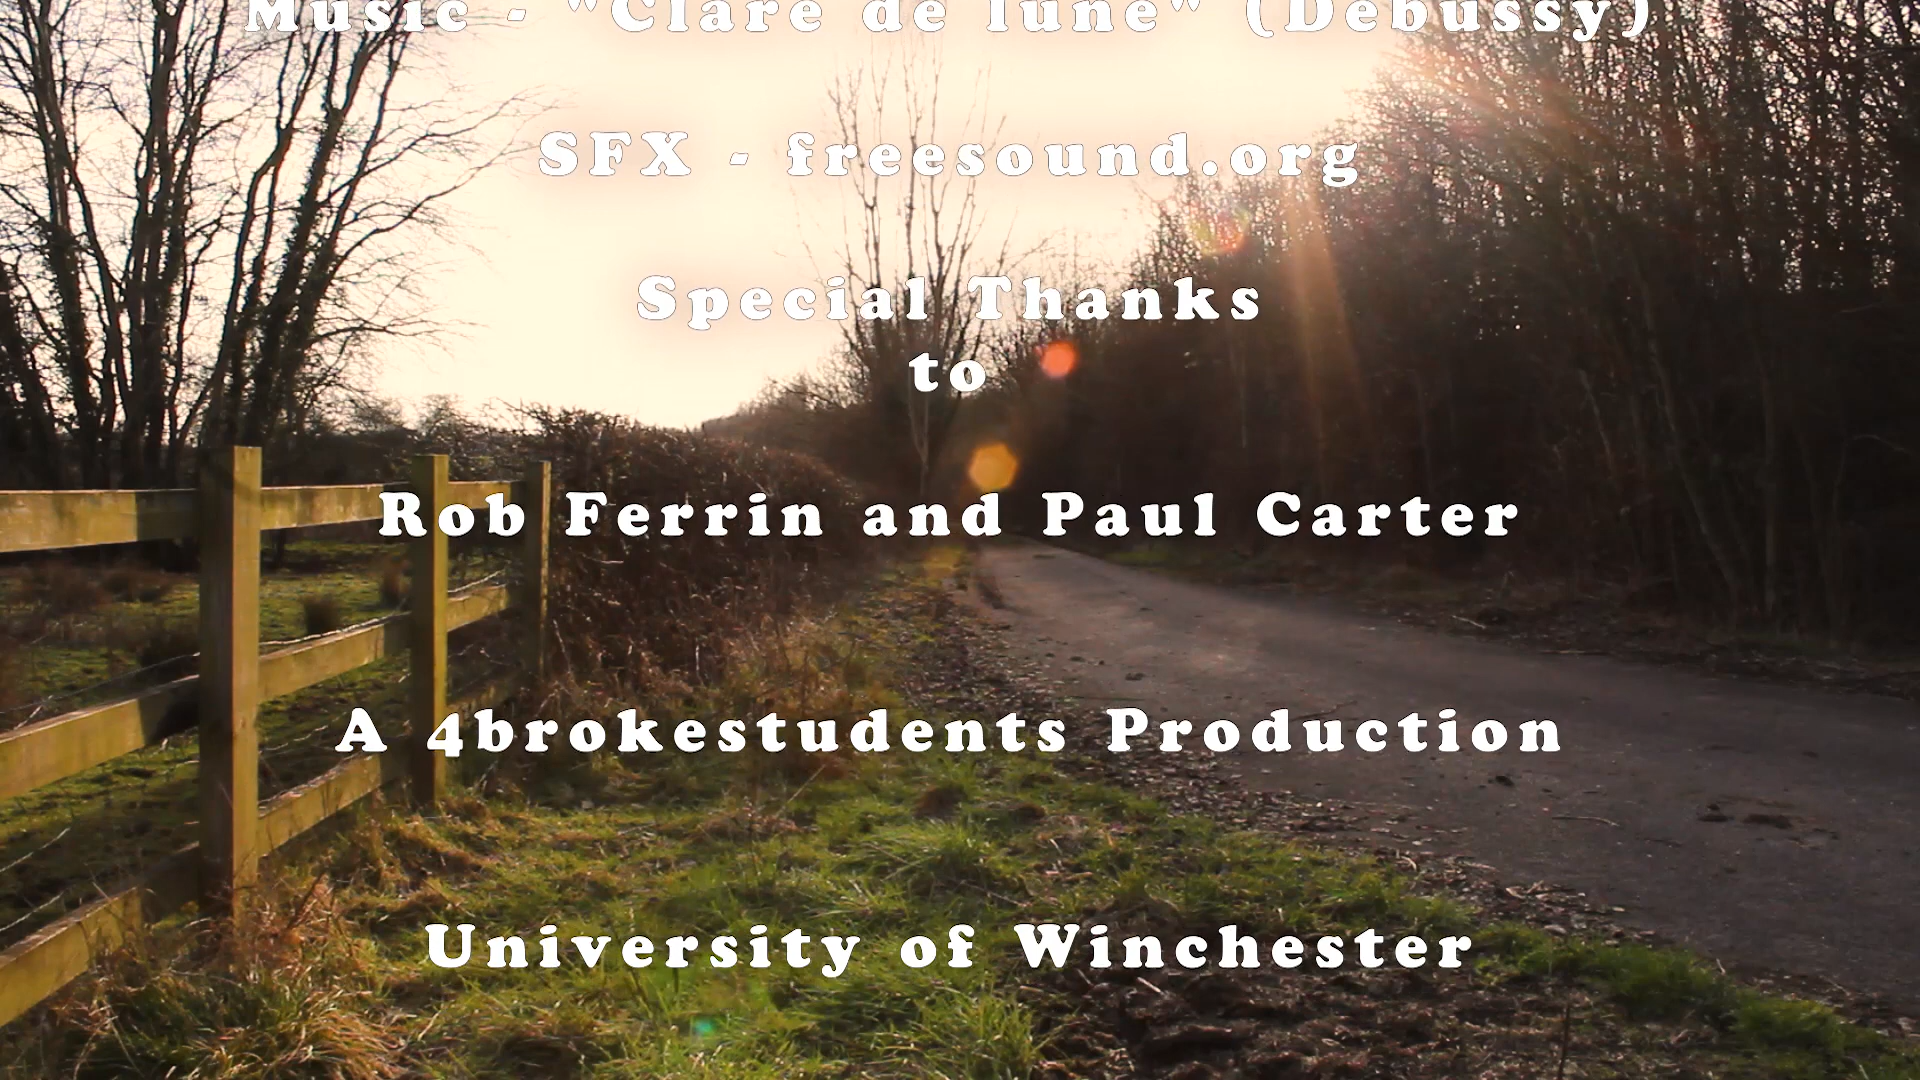 Music - "Clare de lune" (Debussy)
SFX - freesound.org
Special Thanks
to
Rob Ferrin and Paul Carter
A 4brokestudents Production
University of Winchester